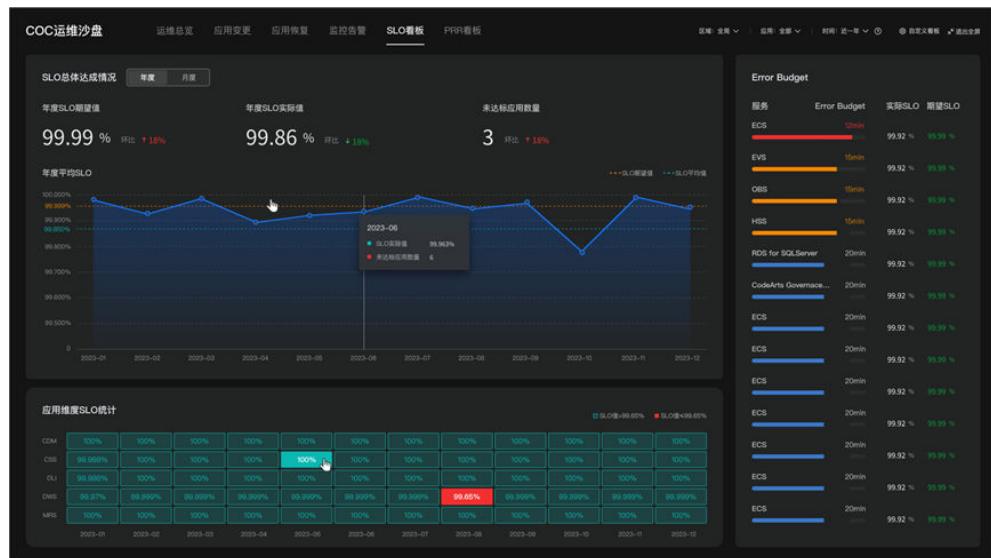 COC运维沙盘 运维总览 应用变更 应用恢复 监控告警 SLO看板 PRR看板 区域: 全局 应用: 全部 时间: 近一年 自定义看板 退出全屏
SLO总体达成情况 年度 月度
年度SLO期望值 年度SLO实际值 未达标应用数量
99.99 % 环比 ↑18% 99.86 % 环比 ↓18% 3 环比 ↑18%
年度平均SLO ---SLO期望值 ---SLO平均值
100.000%
99.999%
99.900%
99.850%
99.800%
99.700%
99.600%
99.500%
0
2023-06
SLO实际值 99.963%
未达标应用数量 6
2023-01 2023-02 2023-03 2023-04 2023-05 2023-06 2023-07 2023-08 2023-09 2023-10 2023-11 2023-12
应用维度SLO统计 SLO值>99.65% SLO值≤99.65%
CDM 100% 100% 100% 100% 100% 100% 100% 100% 100% 100% 100% 100%
CSS 99.999% 100% 100% 100% 100% 100% 100% 100% 100% 100% 100% 100%
DLI 99.986% 100% 100% 100% 100% 100% 100% 100% 100% 100% 100% 100%
DWS 99.97% 99.999% 99.999% 99.999% 99.999% 99.999% 99.999% 99.65% 99.999% 99.999% 99.999% 99.999%
MRS 100% 100% 100% 100% 100% 100% 100% 100% 100% 100% 100% 100%
2023-01 2023-02 2023-03 2023-04 2023-05 2023-06 2023-07 2023-08 2023-09 2023-10 2023-11 2023-12
Error Budget
服务 Error Budget 实际SLO 期望SLO
ECS 12min
99.92 % 99.99 %
EVS 15min
99.92 % 99.99 %
OBS 15min
99.92 % 99.99 %
HSS 15min
99.92 % 99.99 %
RDS for SQLServer 20min
99.92 % 99.99 %
CodeArts Governace... 20min
99.92 % 99.99 %
ECS 20min
99.92 % 99.99 %
ECS 20min
99.92 % 99.99 %
ECS 20min
99.92 % 99.99 %
ECS 20min
99.92 % 99.99 %
ECS 20min
99.92 % 99.99 %
ECS 20min
99.92 % 99.99 %
ECS 20min
99.92 % 99.99 %